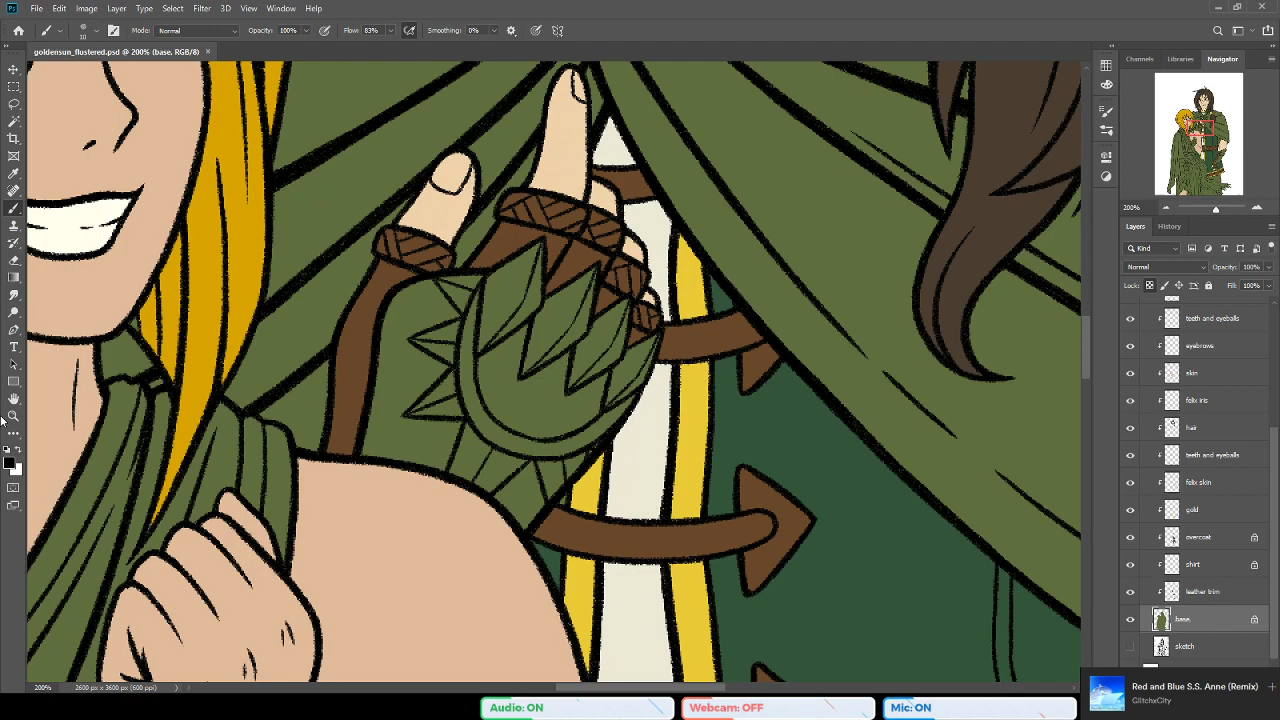 Ps File Edit Image Layer Type Select Filter 3D View Window Help
10 Mode: Normal Opacity: 100% Flow: 83% Smoothing: 0%
goldensun_flustered.psd @ 200% (base, RGB/8) ×
Channels Libraries Navigator
200%
Layers History
Kind
Normal Opacity: 100%
Lock: Fill: 100%
teeth and eyeballs
eyebrows
skin
felix iris
hair
teeth and eyeballs
felix skin
gold
overcoat
shirt
leather trim
base
sketch
200% 2600 px x 3600 px (600 ppi)
Audio: ON Webcam: OFF Mic: ON
Red and Blue S.S. Anne (Remix)
GlitchxCity